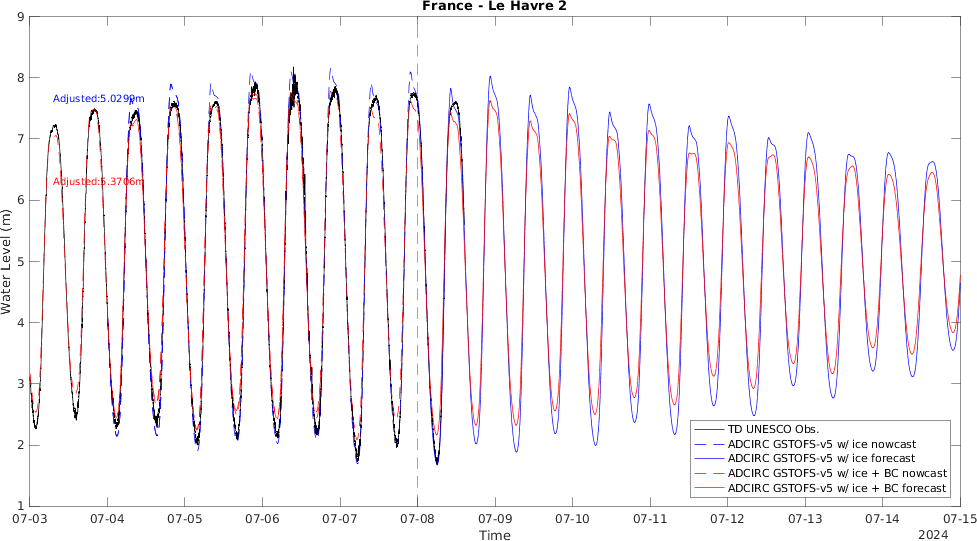 France - Le Havre 2
9
8
7
6
5
4
3
2
1
Water Level (m)
Adjusted:5.0299m
Adjusted:5.3706m
TD UNESCO Obs.
ADCIRC GSTOFS-v5 w/ ice nowcast
ADCIRC GSTOFS-v5 w/ ice forecast
ADCIRC GSTOFS-v5 w/ ice + BC nowcast
ADCIRC GSTOFS-v5 w/ ice + BC forecast
07-03 07-04 07-05 07-06 07-07 07-08 07-09 07-10 07-11 07-12 07-13 07-14 07-15
Time
2024